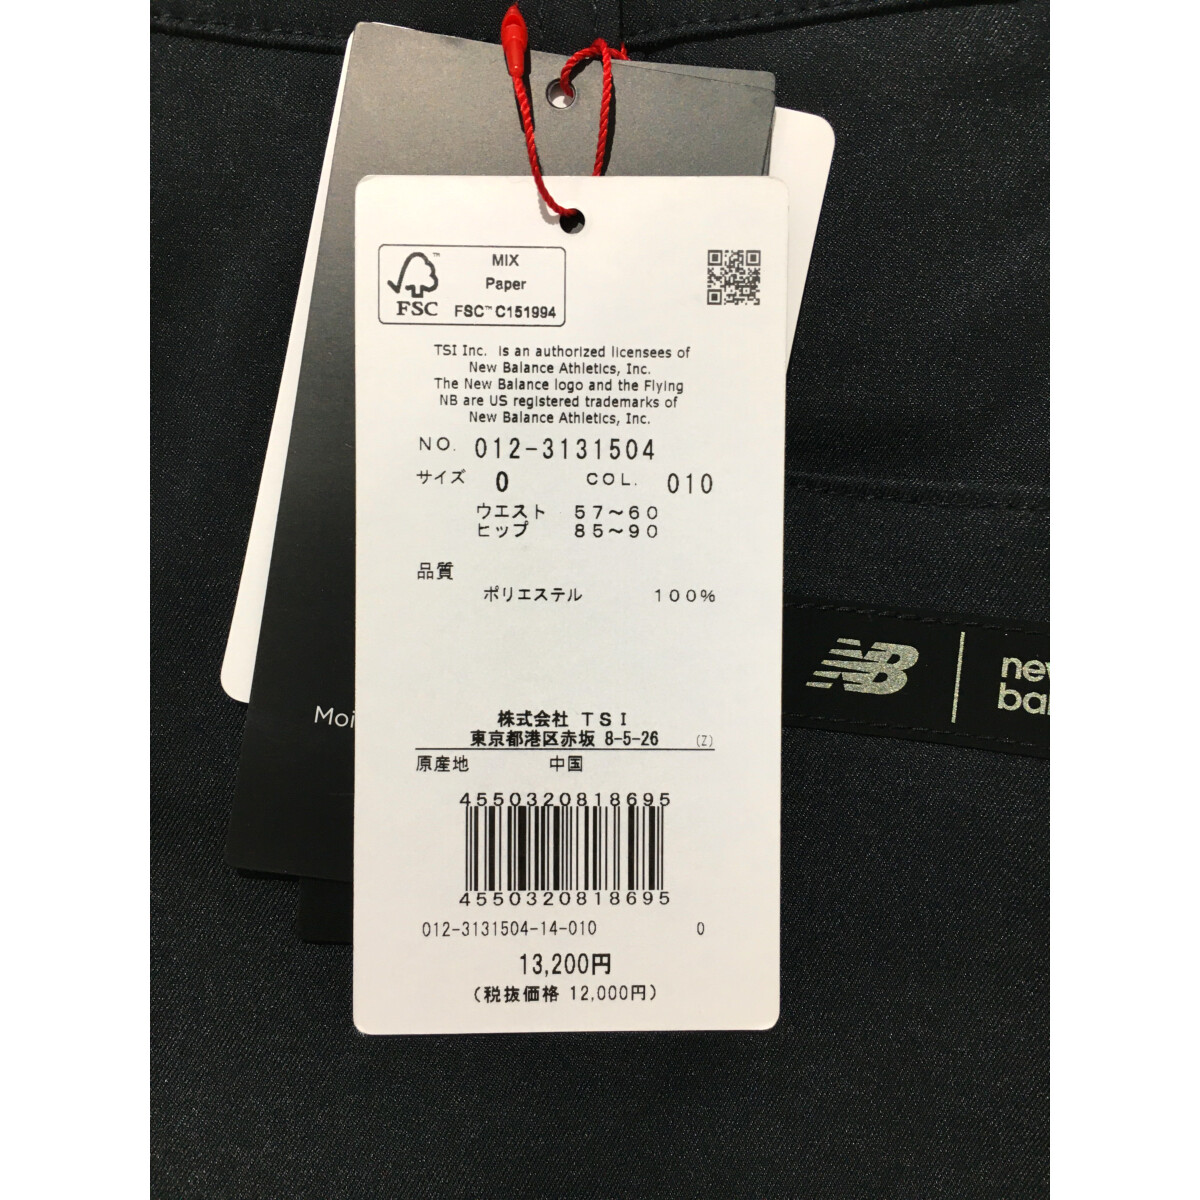 MIX
Paper
FSC™ C151994
FSC™
TSI Inc. is an authorized licensees of
New Balance Athletics, Inc.
The New Balance logo and the Flying
NB are US registered trademarks of
New Balance Athletics, Inc.
NO. 012-3131504
サイズ 0 COL. 010
ウエスト 57～60
ヒップ 85～90
品質
ポリエステル 100%
株式会社 TSI
東京都港区赤坂 8-5-26 (Z)
原産地 中国
4550320818695
4550320818695
012-3131504-14-010 0
13,200円
(税抜価格 12,000円)
NB
new